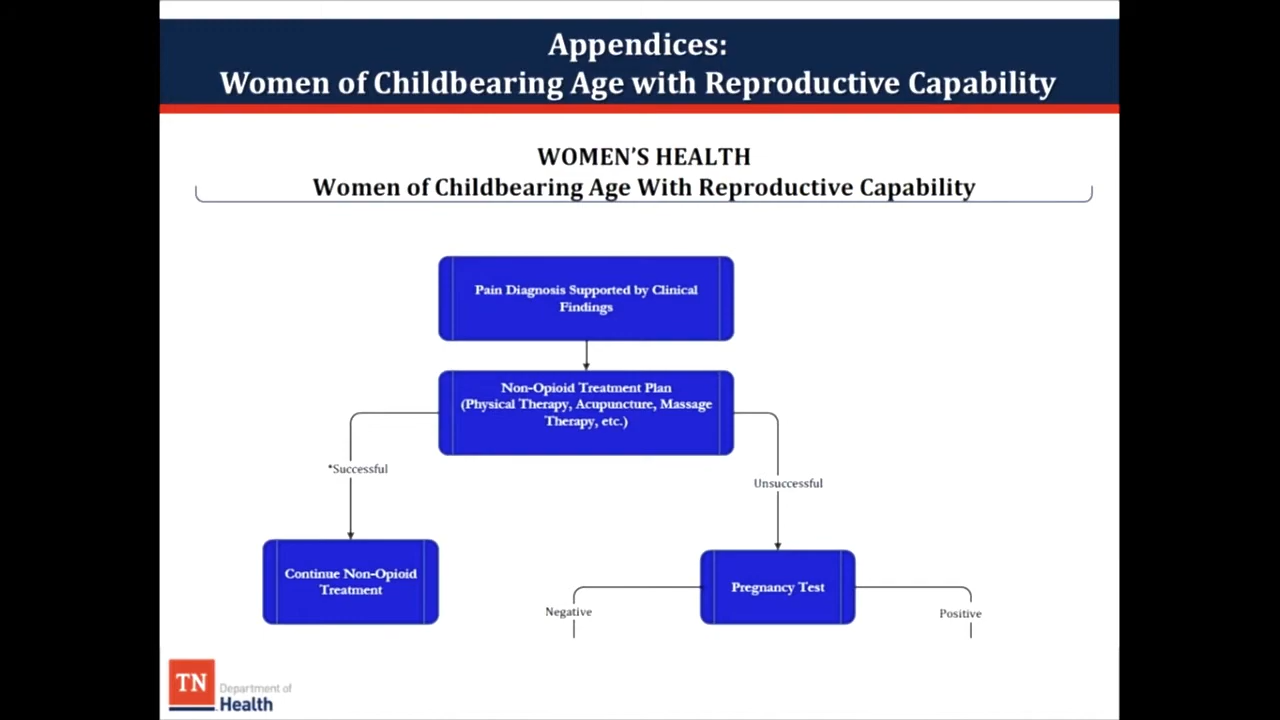 Appendices:
Women of Childbearing Age with Reproductive Capability
WOMEN'S HEALTH
Women of Childbearing Age With Reproductive Capability
Pain Diagnosis Supported by Clinical
Findings
Non-Opioid Treatment Plan
(Physical Therapy, Acupuncture, Massage
Therapy, etc.)
*Successful
Unsuccessful
Continue Non-Opioid
Treatment
Pregnancy Test
Negative
Positive
TN
Department of
Health